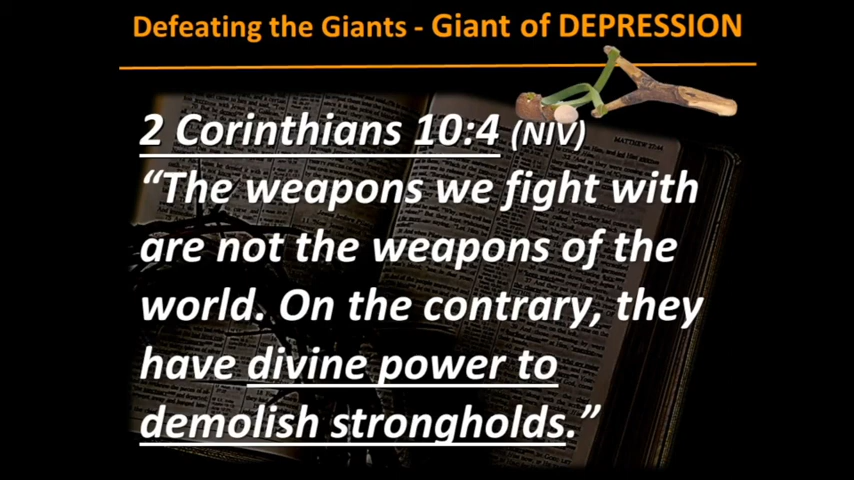 Defeating the Giants - Giant of DEPRESSION
2 Corinthians 10:4 (NIV)
“The weapons we fight with
are not the weapons of the
world. On the contrary, they
have divine power to
demolish strongholds.”